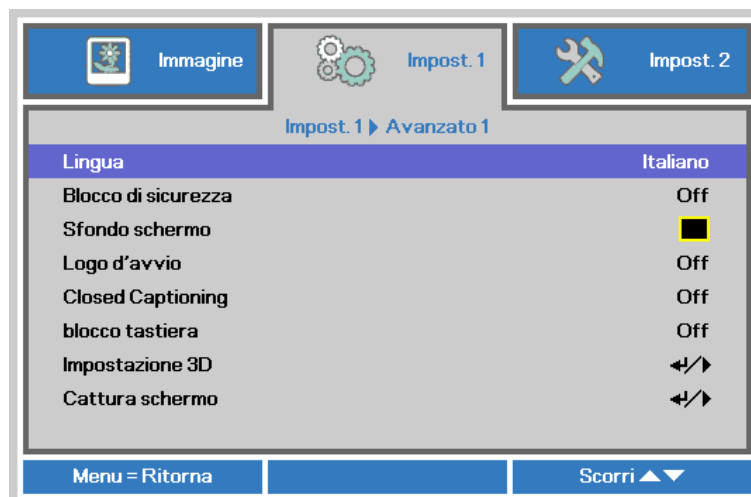 Immagine
Impost. 1
Impost. 2
Impost. 1 Avanzato 1
Lingua Italiano
Blocco di sicurezza Off
Sfondo schermo
Logo d'avvio Off
Closed Captioning Off
blocco tastiera Off
Impostazione 3D ↵/▶
Cattura schermo ↵/▶
Menu = Ritorna
Scorri ▲▼